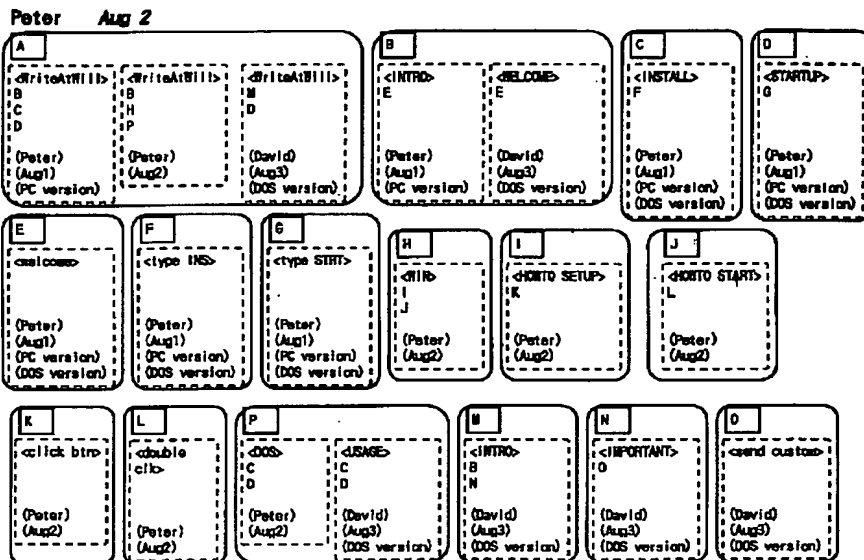 Peter Aug 2
A
<WriteAtWill> <WriteAtWill> <WriteAtWill>
B B M
C H D
D P
(Peter) (Peter) (David)
(Aug1) (Aug2) (Aug3)
(PC version) (DOS version)
B
<INTRO> <WELCOME>
E E
(Peter) (David)
(Aug1) (Aug3)
(PC version) (DOS version)
C
<INSTALL>
F
(Peter)
(Aug1)
(PC version)
(DOS version)
D
<STARTUP>
G
(Peter)
(Aug1)
(PC version)
(DOS version)
E
<welcome>
(Peter)
(Aug1)
(PC version)
(DOS version)
F
<type INS>
(Peter)
(Aug1)
(PC version)
(DOS version)
G
<type STRT>
(Peter)
(Aug1)
(PC version)
(DOS version)
H
<WIN>
I
J
(Peter)
(Aug2)
I
<HOWTO SETUP>
K
(Peter)
(Aug2)
J
<HOWTO START>
L
(Peter)
(Aug2)
K
<click btn>
(Peter)
(Aug2)
L
<double
clk>
(Peter)
(Aug2)
P
<DOS> <USAGE>
C C
D D
(Peter) (David)
(Aug2) (Aug3)
(DOS version)
M
<INTRO>
B
N
(David)
(Aug3)
(DOS version)
N
<IMPORTANT>
O
(David)
(Aug3)
(DOS version)
O
<send custom>
(David)
(Aug3)
(DOS version)